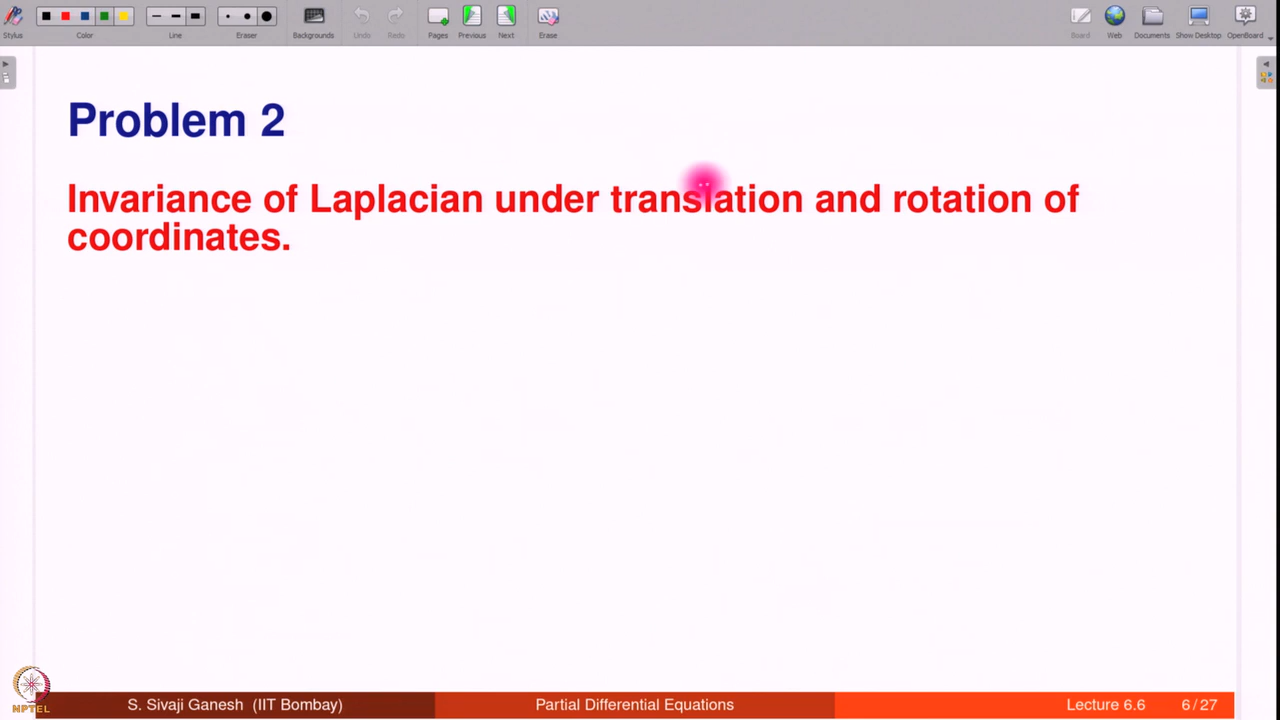 Stylus Color Line Eraser Backgrounds Undo Redo Pages Previous Next Erase Board Web Documents Show Desktop OpenBoard
Problem 2
Invariance of Laplacian under translation and rotation of
coordinates.
NPTEL
S. Sivaji Ganesh (IIT Bombay) Partial Differential Equations Lecture 6.6 6 / 27